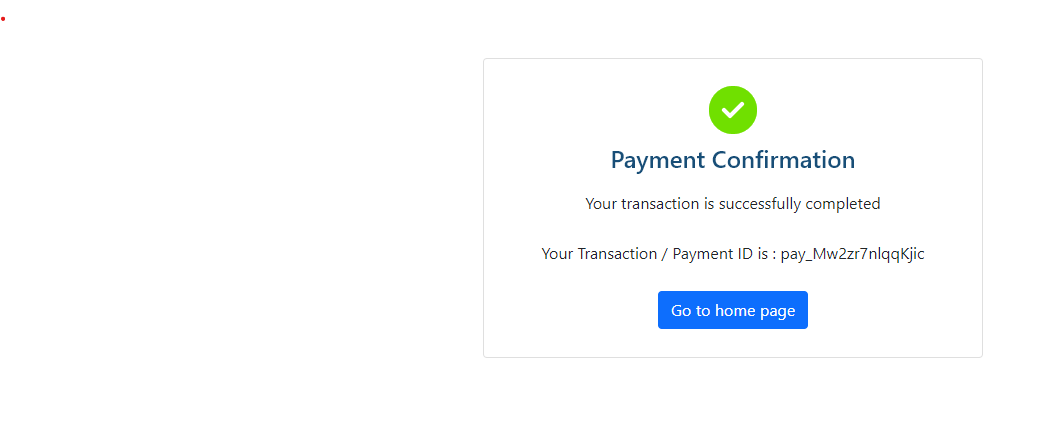 Payment Confirmation
Your transaction is successfully completed
Your Transaction / Payment ID is : pay_Mw2zr7nlqqKjic
Go to home page